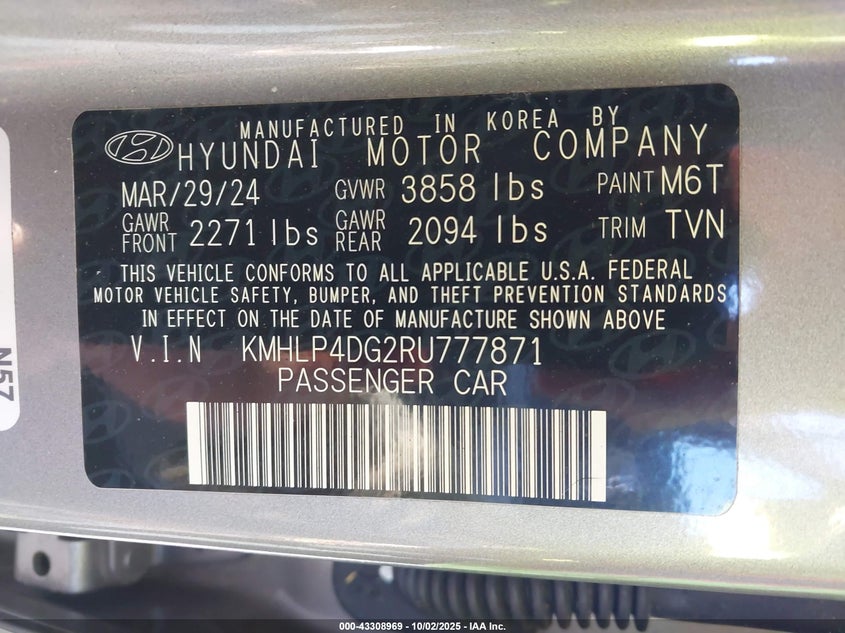 MANUFACTURED IN KOREA BY
HYUNDAI MOTOR COMPANY
MAR/29/24 GVWR 3858 lbs PAINT M6T
GAWR FRONT 2271 lbs GAWR REAR 2094 lbs TRIM TVN
THIS VEHICLE CONFORMS TO ALL APPLICABLE U.S.A. FEDERAL
MOTOR VEHICLE SAFETY, BUMPER, AND THEFT PREVENTION STANDARDS
IN EFFECT ON THE DATE OF MANUFACTURE SHOWN ABOVE
V.I.N KMHLP4DG2RU777871
PASSENGER CAR
N57
000-43308969 - 10/02/2025 - IAA Inc.